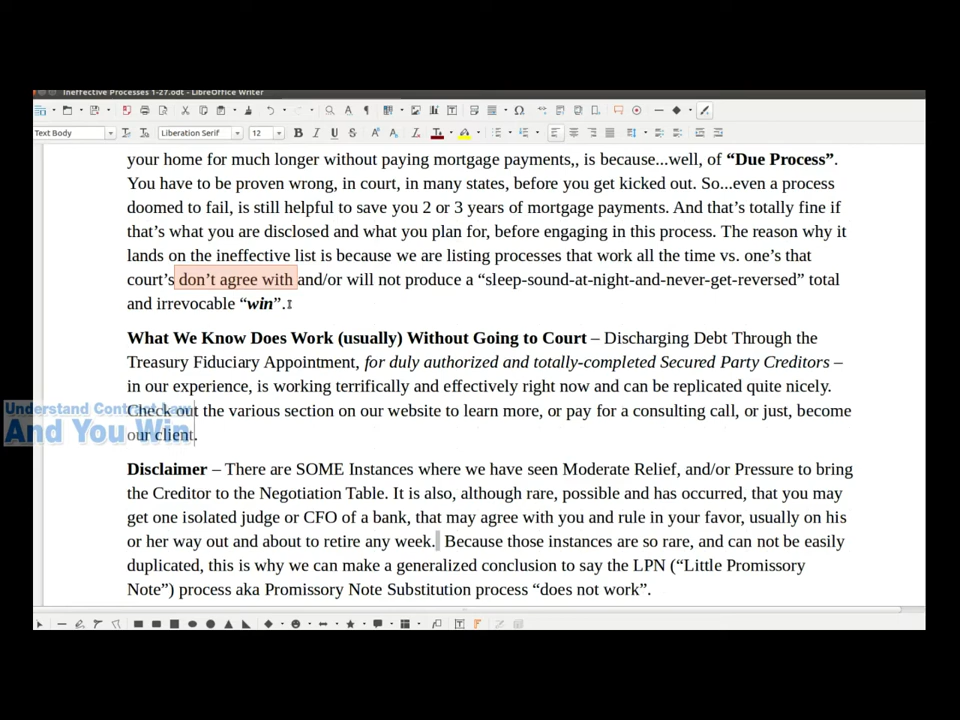 Ineffective Processes 1-27.odt - LibreOffice Writer
Text Body
Liberation Serif
12
your home for much longer without paying mortgage payments,, is because...well, of “Due Process”.
You have to be proven wrong, in court, in many states, before you get kicked out. So...even a process
doomed to fail, is still helpful to save you 2 or 3 years of mortgage payments. And that’s totally fine if
that’s what you are disclosed and what you plan for, before engaging in this process. The reason why it
lands on the ineffective list is because we are listing processes that work all the time vs. one’s that
court’s don’t agree with and/or will not produce a “sleep-sound-at-night-and-never-get-reversed” total
and irrevocable “win”.
What We Know Does Work (usually) Without Going to Court – Discharging Debt Through the
Treasury Fiduciary Appointment, for duly authorized and totally-completed Secured Party Creditors –
in our experience, is working terrifically and effectively right now and can be replicated quite nicely.
Check out the various section on our website to learn more, or pay for a consulting call, or just, become
our client.
Understand Contract Law
And You Win
Disclaimer – There are SOME Instances where we have seen Moderate Relief, and/or Pressure to bring
the Creditor to the Negotiation Table. It is also, although rare, possible and has occurred, that you may
get one isolated judge or CFO of a bank, that may agree with you and rule in your favor, usually on his
or her way out and about to retire any week. Because those instances are so rare, and can not be easily
duplicated, this is why we can make a generalized conclusion to say the LPN (“Little Promissory
Note”) process aka Promissory Note Substitution process “does not work”.